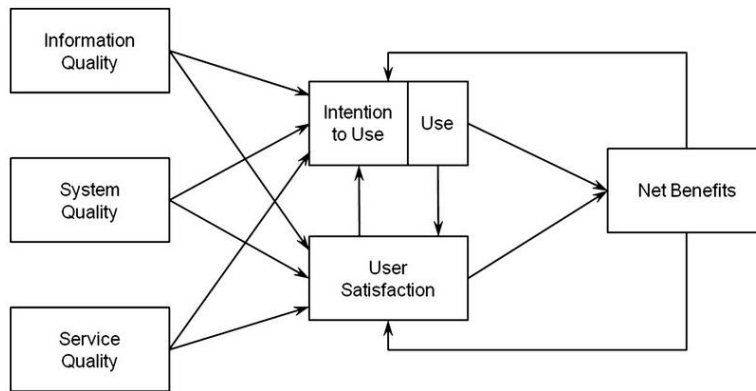 Information
Quality
System
Quality
Service
Quality
Intention
to Use
Use
User
Satisfaction
Net Benefits